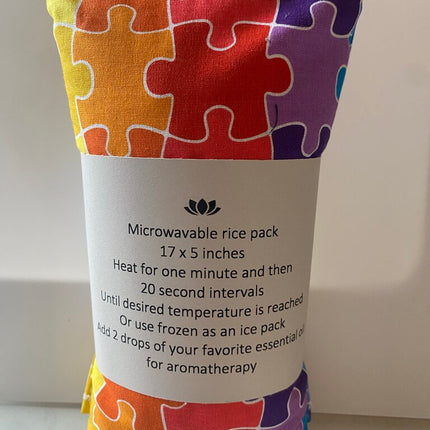 Microwavable rice pack
17 x 5 inches
Heat for one minute and then
20 second intervals
Until desired temperature is reached
Or use frozen as an ice pack
Add 2 drops of your favorite essential oil
for aromatherapy